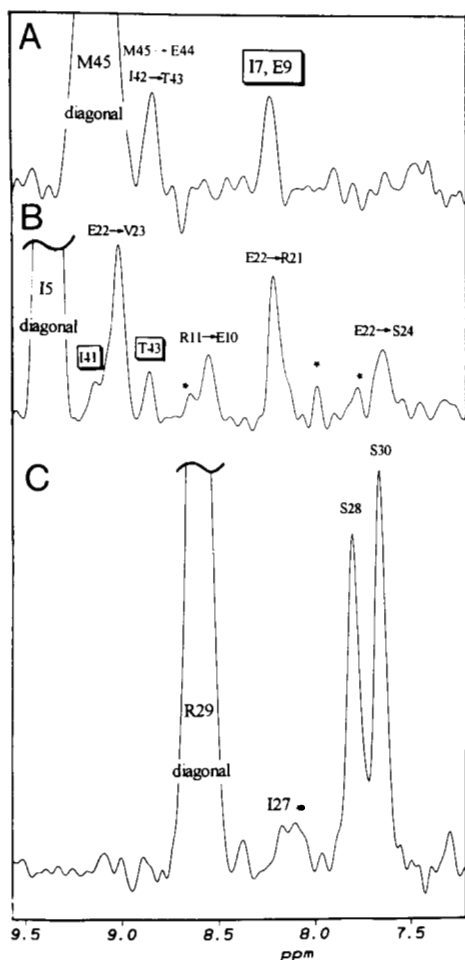 A
M45
diagonal
M45 → E44
I42→T43
I7, E9
B
I5
diagonal
E22→V23
I41
T43
*
R11→E10
E22→R21
*
*
E22→ S24
C
R29
diagonal
I27
S28
S30
9.5 9.0 8.5 8.0 7.5
PPm